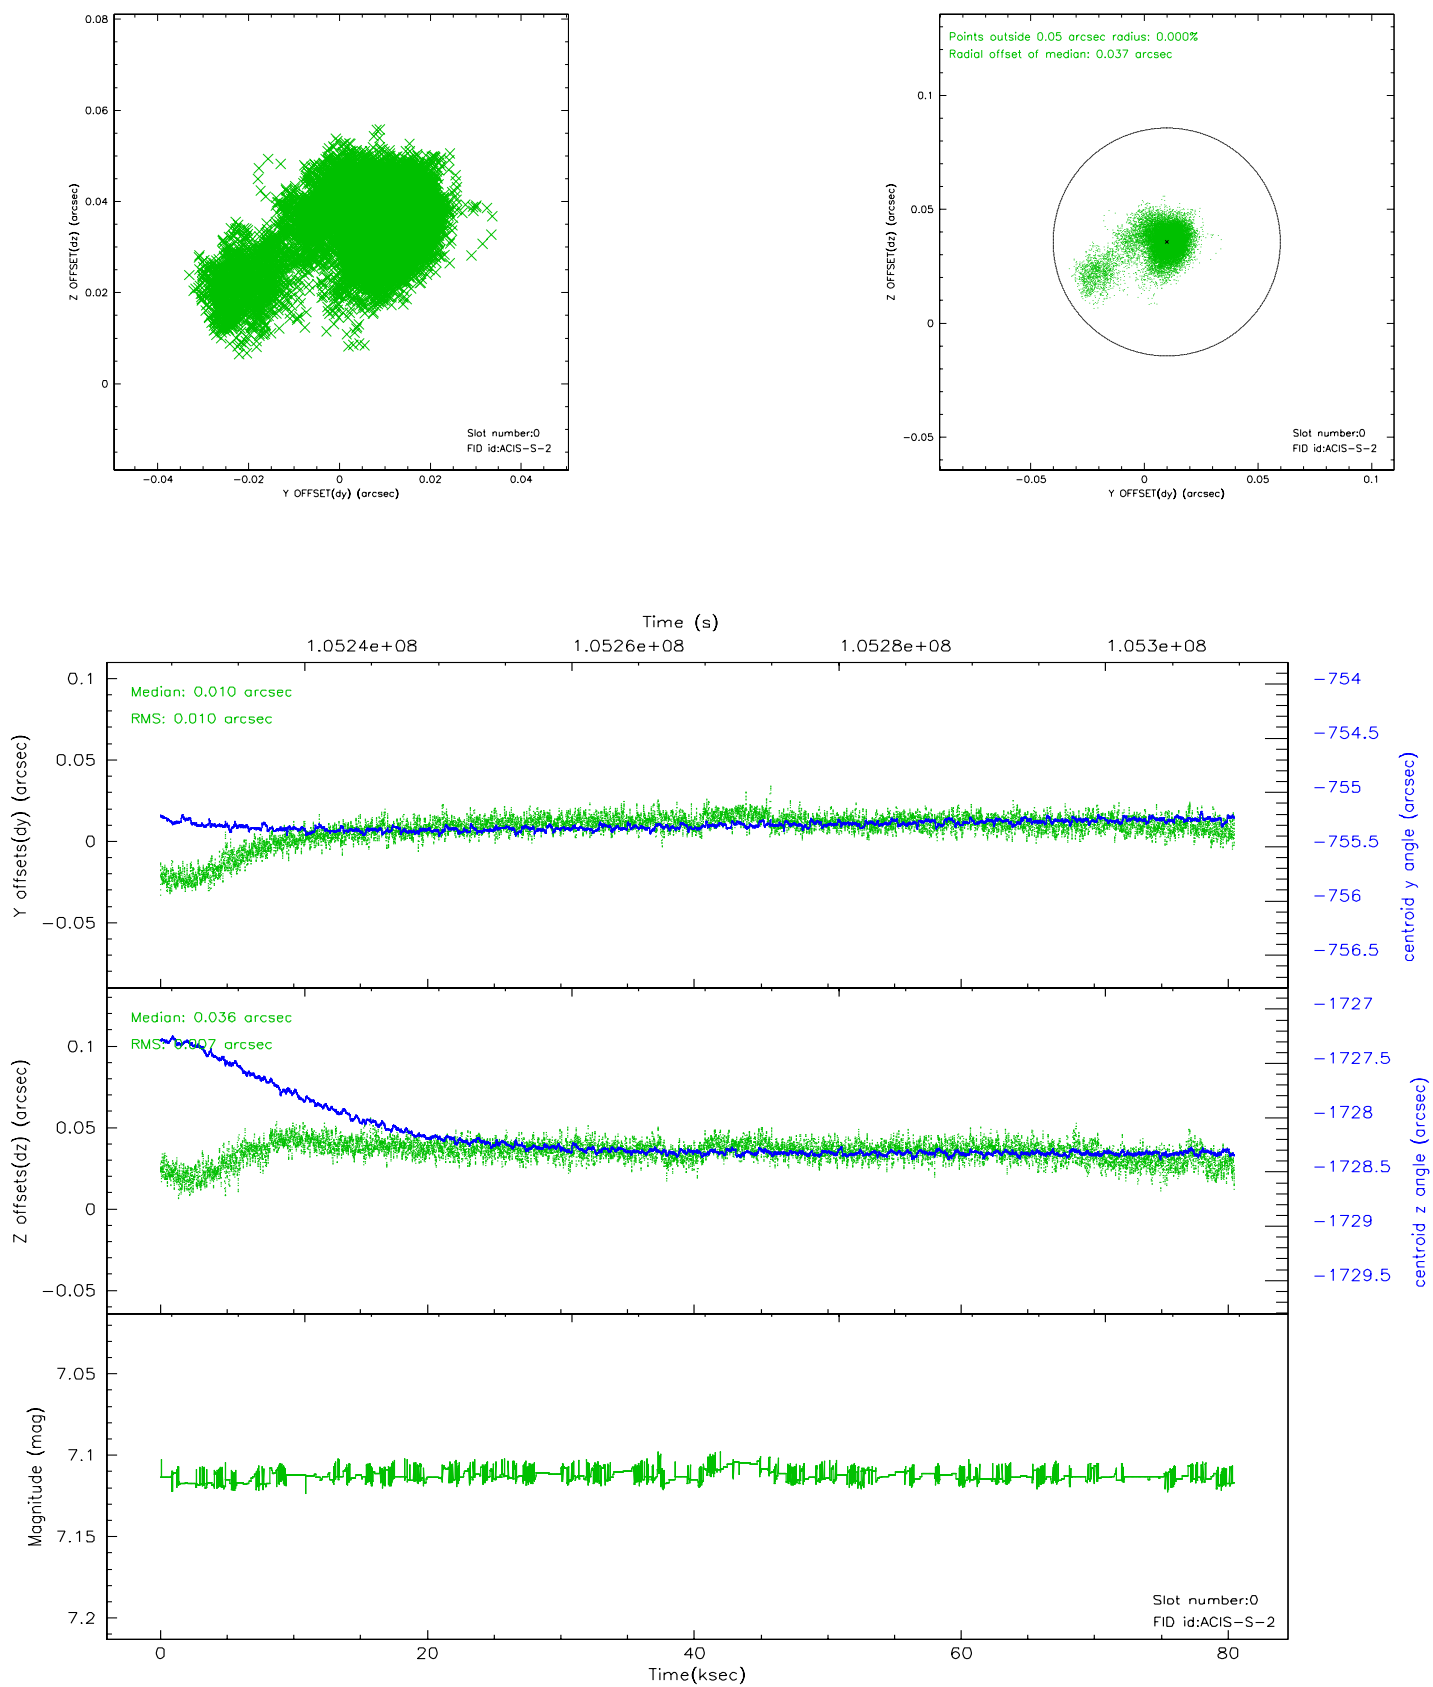 0.08
0.06
0.04
0.02
0
Z OFFSET(dz) (arcsec)
Slot number:0
FID id:ACIS-S-2
-0.04
-0.02
0
0.02
0.04
Y OFFSET(dy) (arcsec)
Points outside 0.05 arcsec radius: 0.000%
Radial offset of median: 0.037 arcsec
0.1
0.05
0
-0.05
Z OFFSET(dz) (arcsec)
Slot number:0
FID id:ACIS-S-2
-0.05
0
0.05
0.1
Y OFFSET(dy) (arcsec)
Time (s)
1.0524e+08
1.0526e+08
1.0528e+08
1.053e+08
Median: 0.010 arcsec
RMS: 0.010 arcsec
0.1
0.05
0
-0.05
Y offsets(dy) (arcsec)
-754
-754.5
-755
-755.5
-756
-756.5
centroid y angle (arcsec)
Median: 0.036 arcsec
RMS: 0.007 arcsec
0.1
0.05
0
-0.05
Z offsets(dz) (arcsec)
-1727
-1727.5
-1728
-1728.5
-1729
-1729.5
centroid z angle (arcsec)
7.05
7.1
7.15
7.2
Magnitude (mag)
Slot number:0
FID id:ACIS-S-2
0
20
40
60
80
Time(ksec)